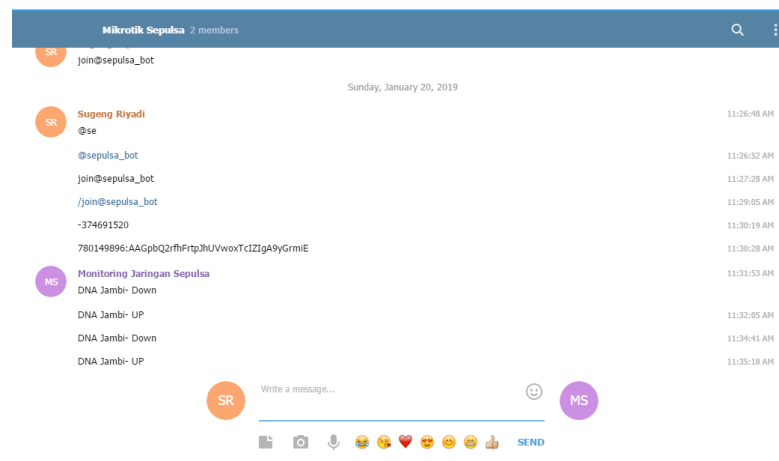 Mikrotik Sepulsa 2 members
SR
join@sepulsa_bot
Sunday, January 20, 2019
SR
Sugeng Riyadi 11:26:48 AM
@se
@sepulsa_bot 11:26:52 AM
join@sepulsa_bot 11:27:28 AM
/join@sepulsa_bot 11:29:05 AM
-374691520 11:30:19 AM
780149896:AAGpbQ2rfhFrtpJhUVwoxTcIZIgA9yGrmiE 11:30:28 AM
MS
Monitoring Jaringan Sepulsa 11:31:53 AM
DNA Jambi- Down
DNA Jambi- UP 11:32:05 AM
DNA Jambi- Down 11:34:41 AM
DNA Jambi- UP 11:35:18 AM
SR
Write a message...
MS
SEND